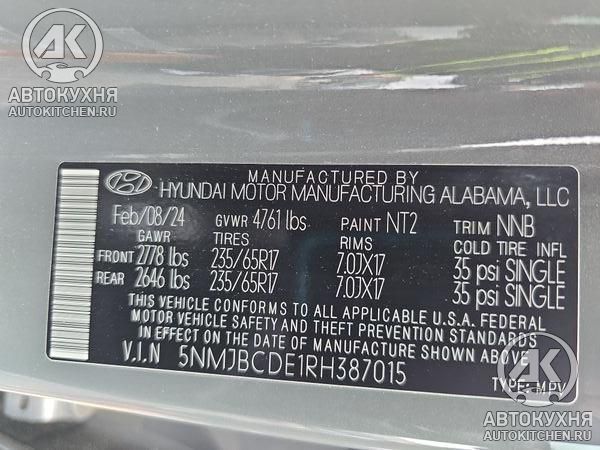 АК
АВТОКУХНЯ
AUTOKITCHEN.RU
MANUFACTURED BY
HYUNDAI MOTOR MANUFACTURING ALABAMA, LLC
Feb/08/24 GVWR 4761 lbs PAINT NT2 TRIM NNB
GAWR TIRES RIMS COLD TIRE INFL
FRONT 2778 lbs 235/65R17 7.0JX17 35 psi SINGLE
REAR 2646 lbs 235/65R17 7.0JX17 35 psi SINGLE
THIS VEHICLE CONFORMS TO ALL APPLICABLE U.S.A. FEDERAL
MOTOR VEHICLE SAFETY AND THEFT PREVENTION STANDARDS
IN EFFECT ON THE DATE OF MANUFACTURE SHOWN ABOVE.
V.I.N 5NMJBCDE1RH387015
TYPE: MPV
АК
АВТОКУХНЯ
AUTOKITCHEN.RU